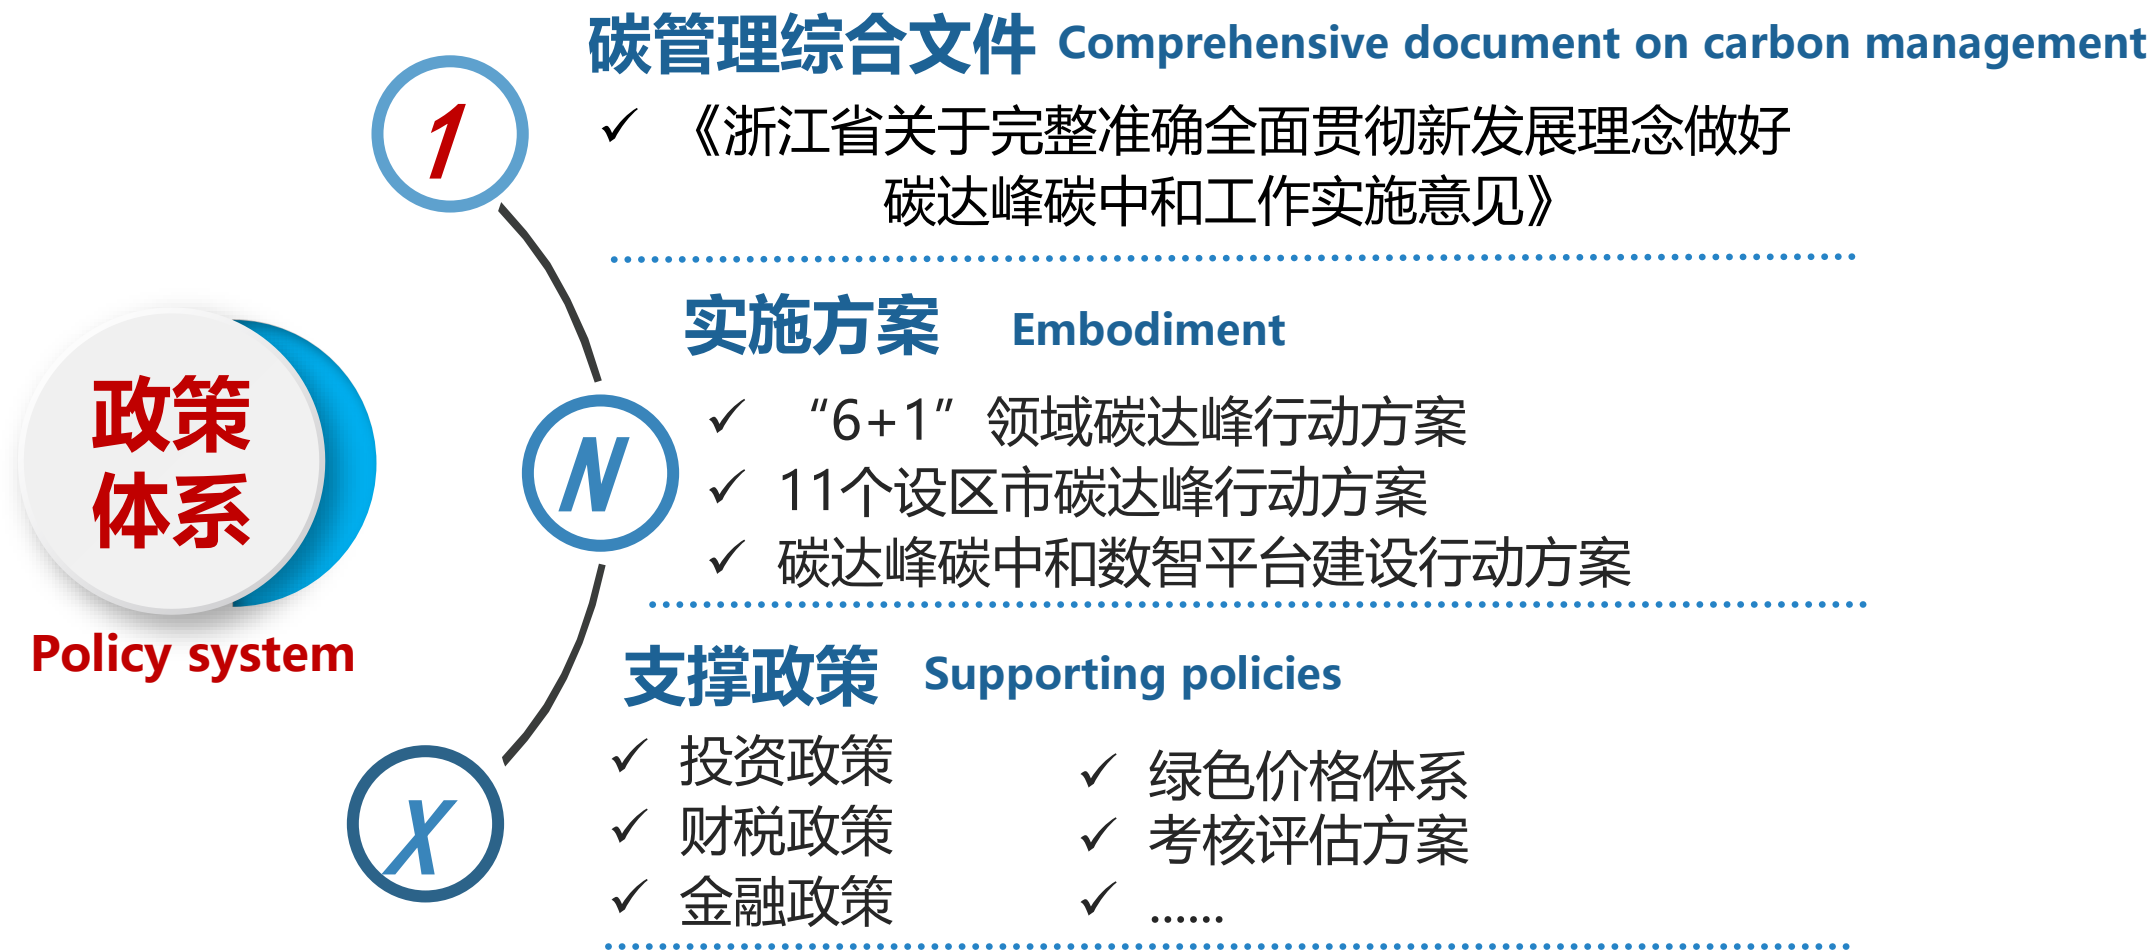 碳管理综合文件 Comprehensive document on carbon management
1
✓ 《浙江省关于完整准确全面贯彻新发展理念做好
碳达峰碳中和工作实施意见》
政策
体系
Policy system
实施方案 Embodiment
N
✓ “6+1”领域碳达峰行动方案
✓ 11个设区市碳达峰行动方案
✓ 碳达峰碳中和数智平台建设行动方案
支撑政策 Supporting policies
X
✓ 投资政策
✓ 财税政策
✓ 金融政策
✓ 绿色价格体系
✓ 考核评估方案
✓ ......